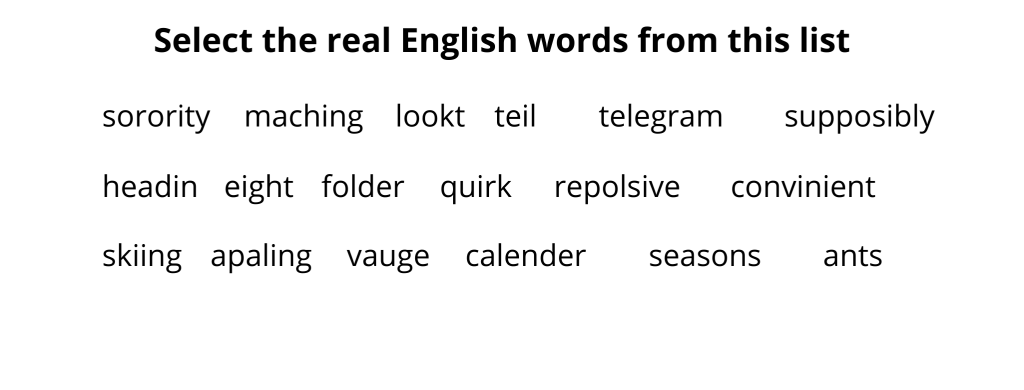 Select the real English words from this list
sorority maching lookt teil telegram supposibly
headin eight folder quirk repolsive convinient
skiing apaling vauge calender seasons ants